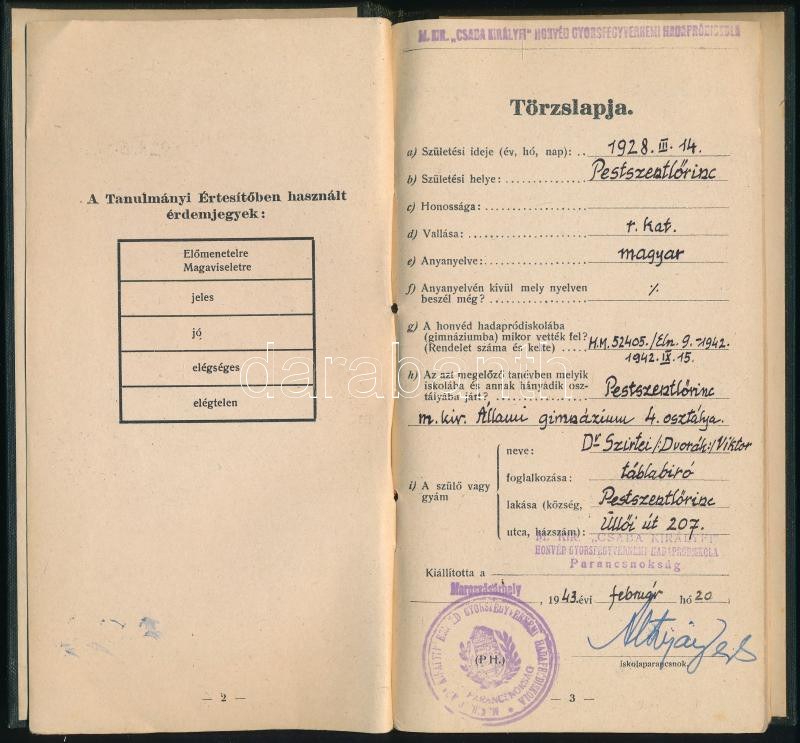 A Tanulmányi Értesítőben használt
érdemjegyek:
Előmenetelre
Magaviseletre
jeles
jó
elégséges
elégtelen
— 2 —
M. KIR. „CSABA KIRÁLYFI" HONVÉD GYORSFEGYVERNEMI HADAPRÓDISKOLA
Törzslapja.
a) Születési ideje (év, hó, nap): 1928. III. 14.
b) Születési helye: Pestszentlőrinc
c) Honossága:
d) Vallása: r. kat.
e) Anyanyelve: magyar
f) Anyanyelvén kívül mely nyelven
beszél még? ٪
g) A honvéd hadapródiskolába
(gimnáziumba) mikor vették fel?
(Rendelet száma és kelte) H.M. 52405./Eln. 9.-1942.
1942. IX. 15.
h) Az azt megelőző tanévben melyik
iskolába és annak hányadik osz-
tályába járt? Pestszentlőrinc
m. kir. Állami gimnázium 4. osztálya.
i) A szülő vagy
gyám
neve: Dr Szirtei /:Dvorák:/ Viktor
foglalkozása: táblabiró
lakása (község, Pestszentlőrinc
utca, házszám): Üllői út 207.
M. KIR. „CSABA KIRÁLYFI"
HONVÉD GYORSFEGYVERNEMI HADAPRÓDISKOLA
Parancsnokság
Kiállította a
Marosvásárhely, 1943. évi február hó 20
(P. H.)
PARANCSNOKSÁG
iskolaparancsnok.
— 3 —
darabanth